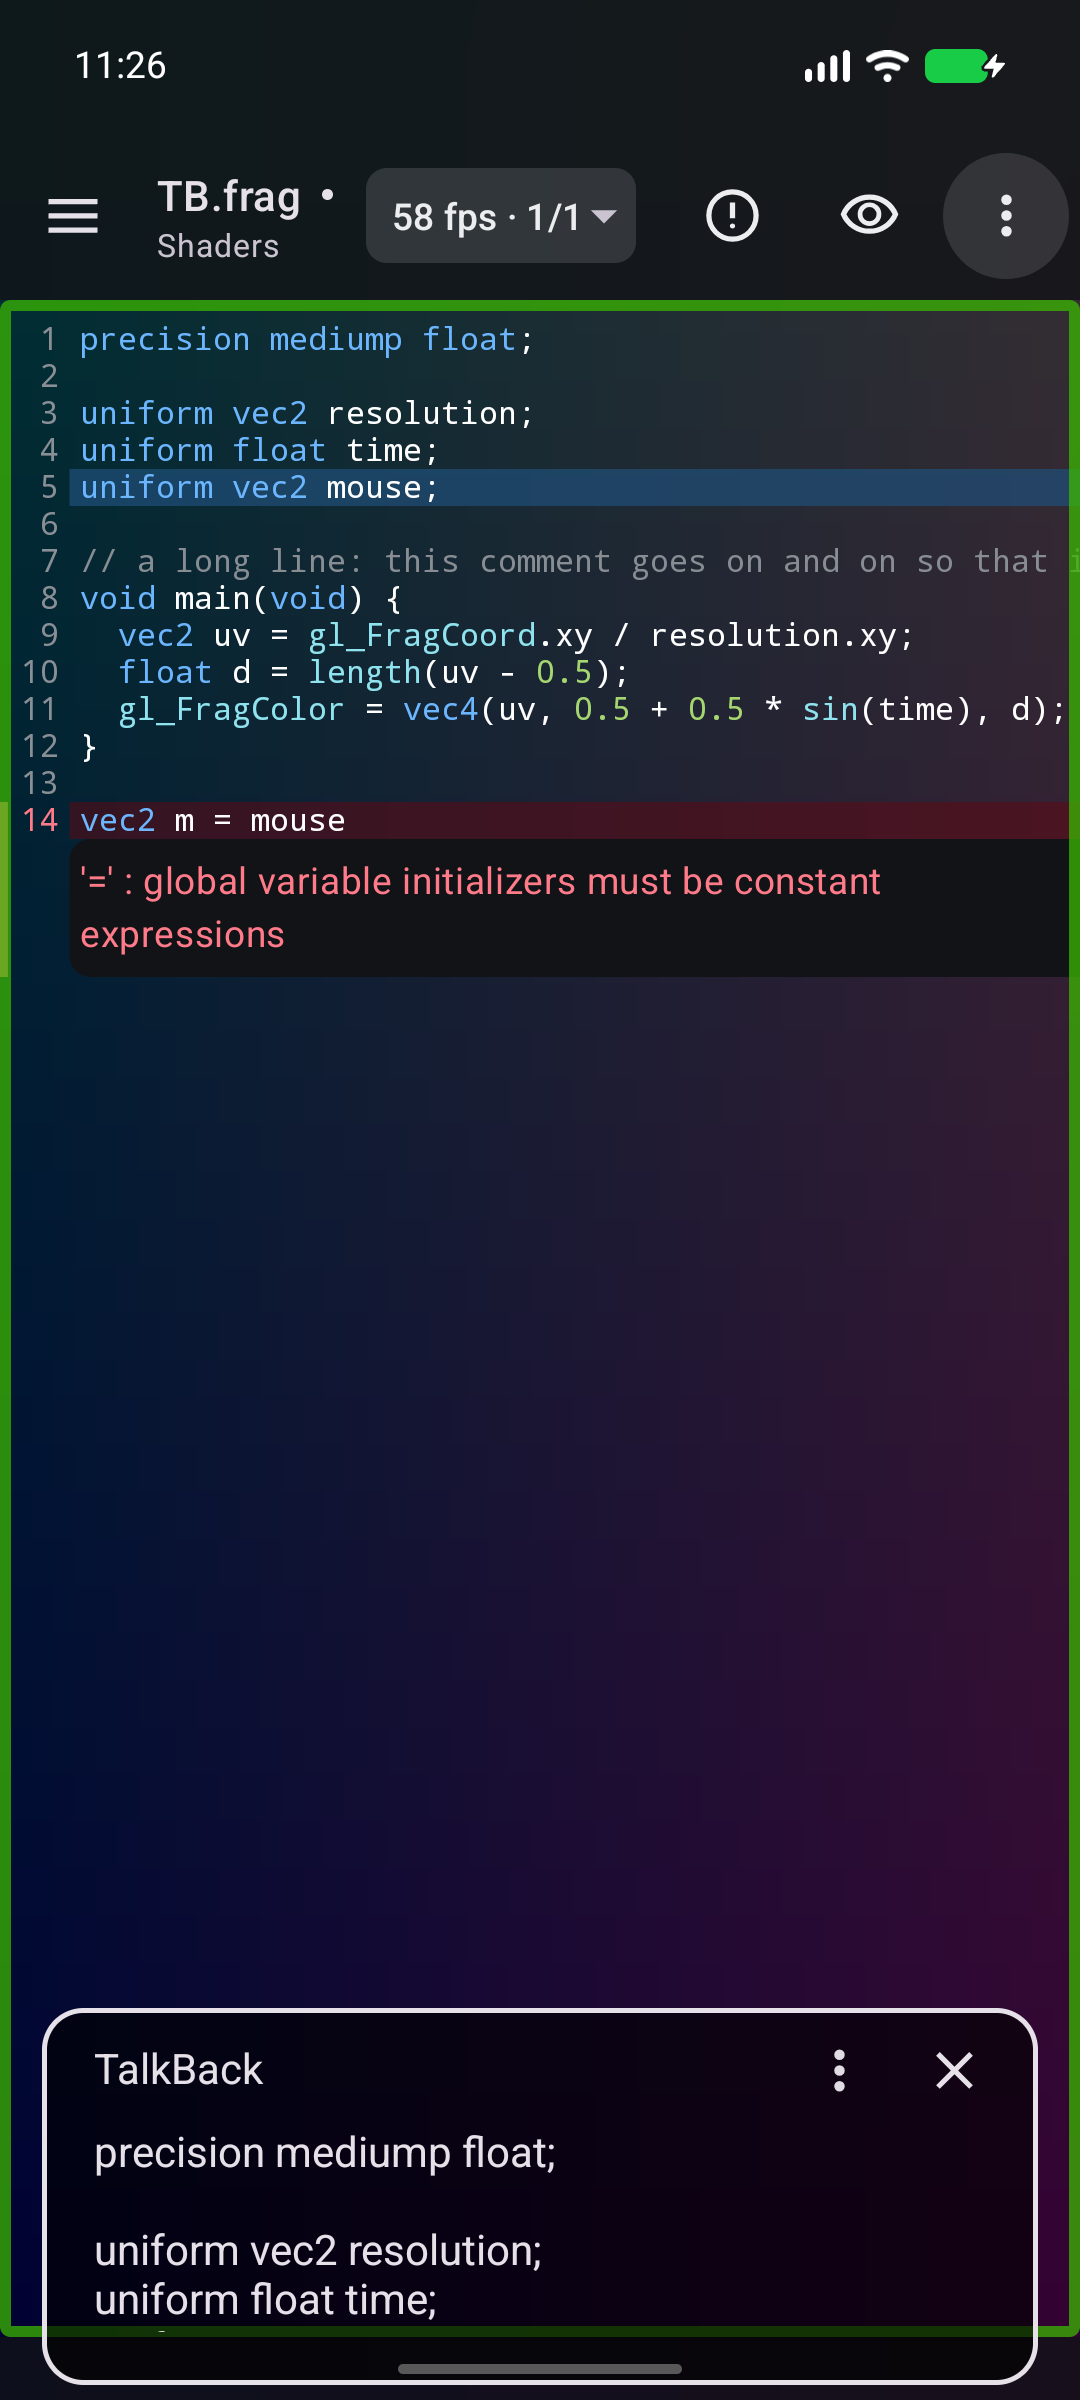 11:26
TB.frag •
Shaders
58 fps · 1/1
1 precision mediump float;
2
3 uniform vec2 resolution;
4 uniform float time;
5 uniform vec2 mouse;
6
7 // a long line: this comment goes on and on so that
8 void main(void) {
9   vec2 uv = gl_FragCoord.xy / resolution.xy;
10   float d = length(uv - 0.5);
11   gl_FragColor = vec4(uv, 0.5 + 0.5 * sin(time), d);
12 }
13
14 vec2 m = mouse
'=' : global variable initializers must be constant
expressions
TalkBack
precision mediump float;
uniform vec2 resolution;
uniform float time;